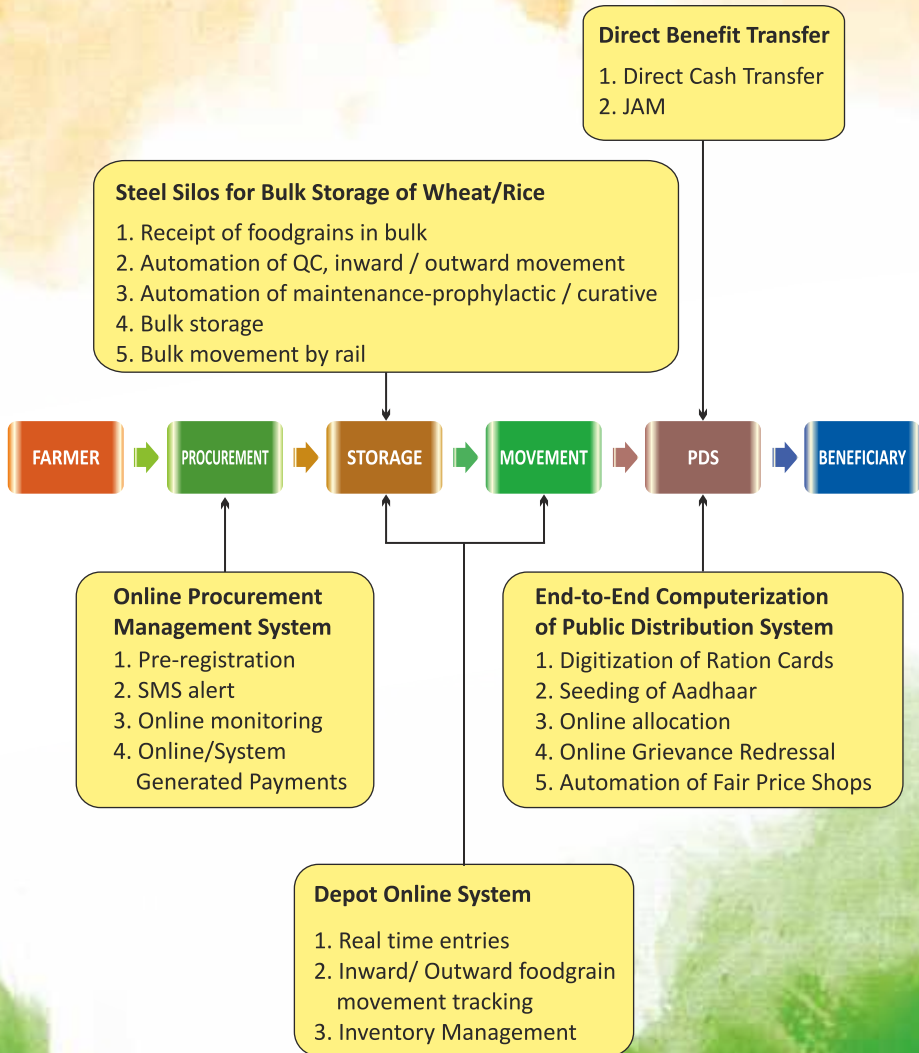 Direct Benefit Transfer
1. Direct Cash Transfer
2. JAM
Steel Silos for Bulk Storage of Wheat/Rice
1. Receipt of foodgrains in bulk
2. Automation of QC, inward / outward movement
3. Automation of maintenance-prophylactic / curative
4. Bulk storage
5. Bulk movement by rail
FARMER
PROCUREMENT
STORAGE
MOVEMENT
PDS
BENEFICIARY
Online Procurement
Management System
1. Pre-registration
2. SMS alert
3. Online monitoring
4. Online/System
Generated Payments
End-to-End Computerization
of Public Distribution System
1. Digitization of Ration Cards
2. Seeding of Aadhaar
3. Online allocation
4. Online Grievance Redressal
5. Automation of Fair Price Shops
Depot Online System
1. Real time entries
2. Inward/ Outward foodgrain
movement tracking
3. Inventory Management